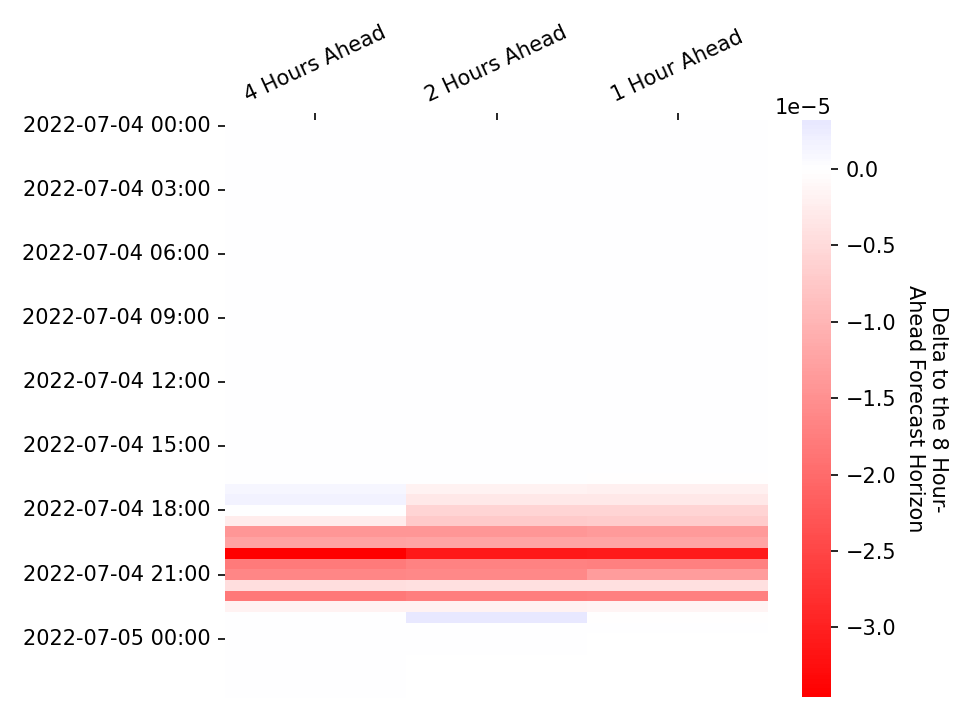 4 Hours Ahead
2 Hours Ahead
1 Hour Ahead
1e−5
2022-07-04 00:00
2022-07-04 03:00
2022-07-04 06:00
2022-07-04 09:00
2022-07-04 12:00
2022-07-04 15:00
2022-07-04 18:00
2022-07-04 21:00
2022-07-05 00:00
0.0
−0.5
−1.0
−1.5
−2.0
−2.5
−3.0
Delta to the 8 Hour-
Ahead Forecast Horizon